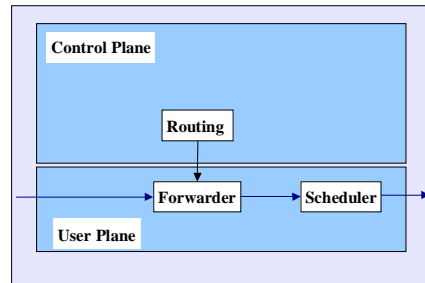 Control Plane
Routing
Forwarder
Scheduler
User Plane